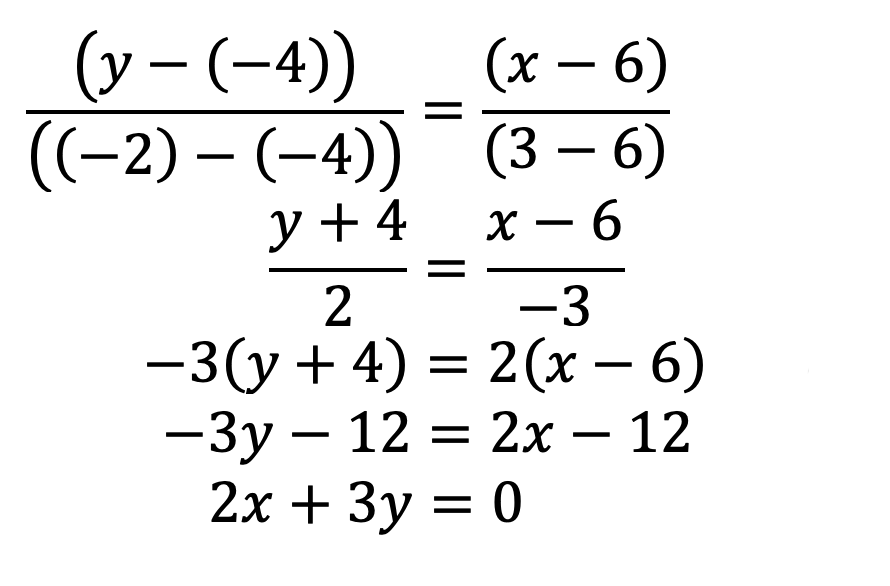 (y − (−4)) / ((−2) − (−4)) = (x − 6) / (3 − 6)
y + 4 / 2 = x − 6 / −3
−3(y + 4) = 2(x − 6)
−3y − 12 = 2x − 12
2x + 3y = 0